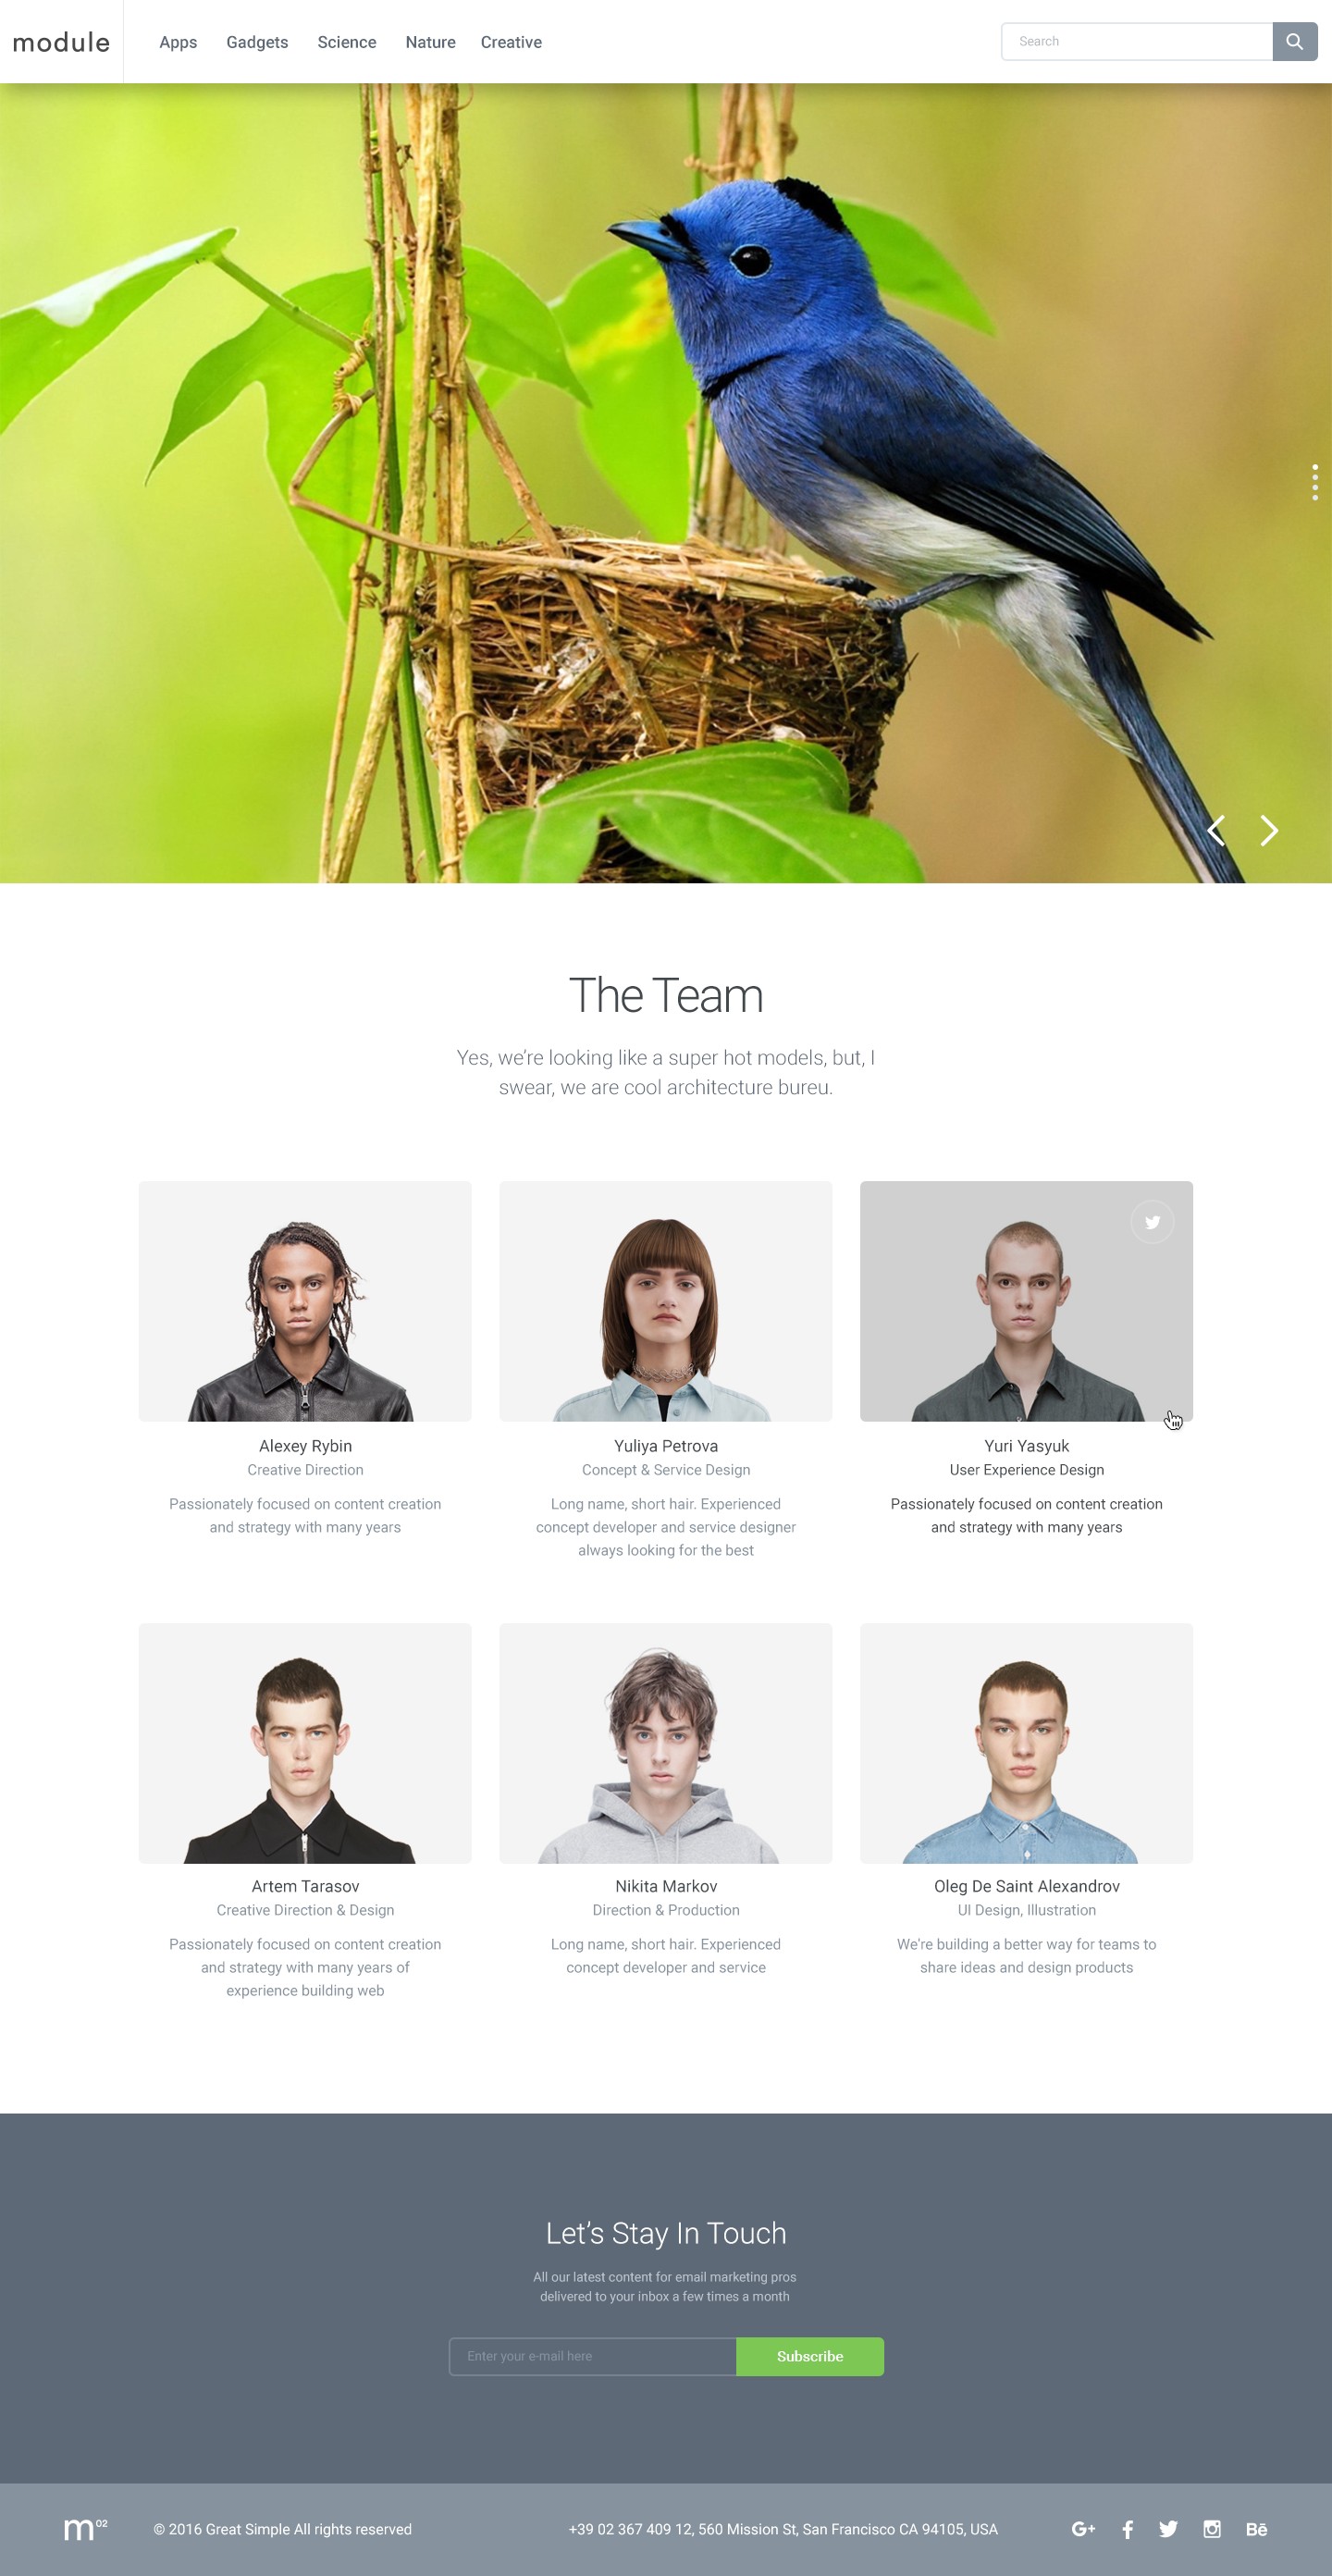 module
Apps
Gadgets
Science
Nature
Creative
Search
The Team
Yes, we’re looking like a super hot models, but, I
swear, we are cool architecture bureu.
Alexey Rybin
Creative Direction
Passionately focused on content creation
and strategy with many years
Yuliya Petrova
Concept & Service Design
Long name, short hair. Experienced
concept developer and service designer
always looking for the best
Yuri Yasyuk
User Experience Design
Passionately focused on content creation
and strategy with many years
Artem Tarasov
Creative Direction & Design
Passionately focused on content creation
and strategy with many years of
experience building web
Nikita Markov
Direction & Production
Long name, short hair. Experienced
concept developer and service
Oleg De Saint Alexandrov
UI Design, Illustration
We're building a better way for teams to
share ideas and design products
Let’s Stay In Touch
All our latest content for email marketing pros
delivered to your inbox a few times a month
Enter your e-mail here
Subscribe
m02
© 2016 Great Simple All rights reserved
+39 02 367 409 12, 560 Mission St, San Francisco CA 94105, USA
G+
f
Bē